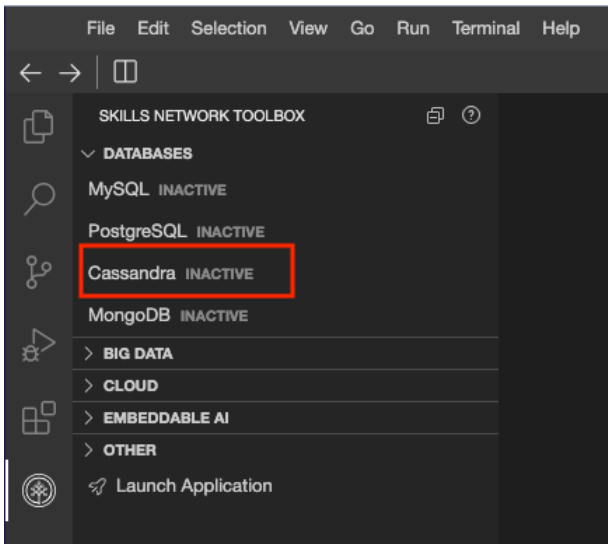 File Edit Selection View Go Run Terminal Help
SKILLS NETWORK TOOLBOX
DATABASES
MySQL INACTIVE
PostgreSQL INACTIVE
Cassandra INACTIVE
MongoDB INACTIVE
BIG DATA
CLOUD
EMBEDDABLE AI
OTHER
Launch Application